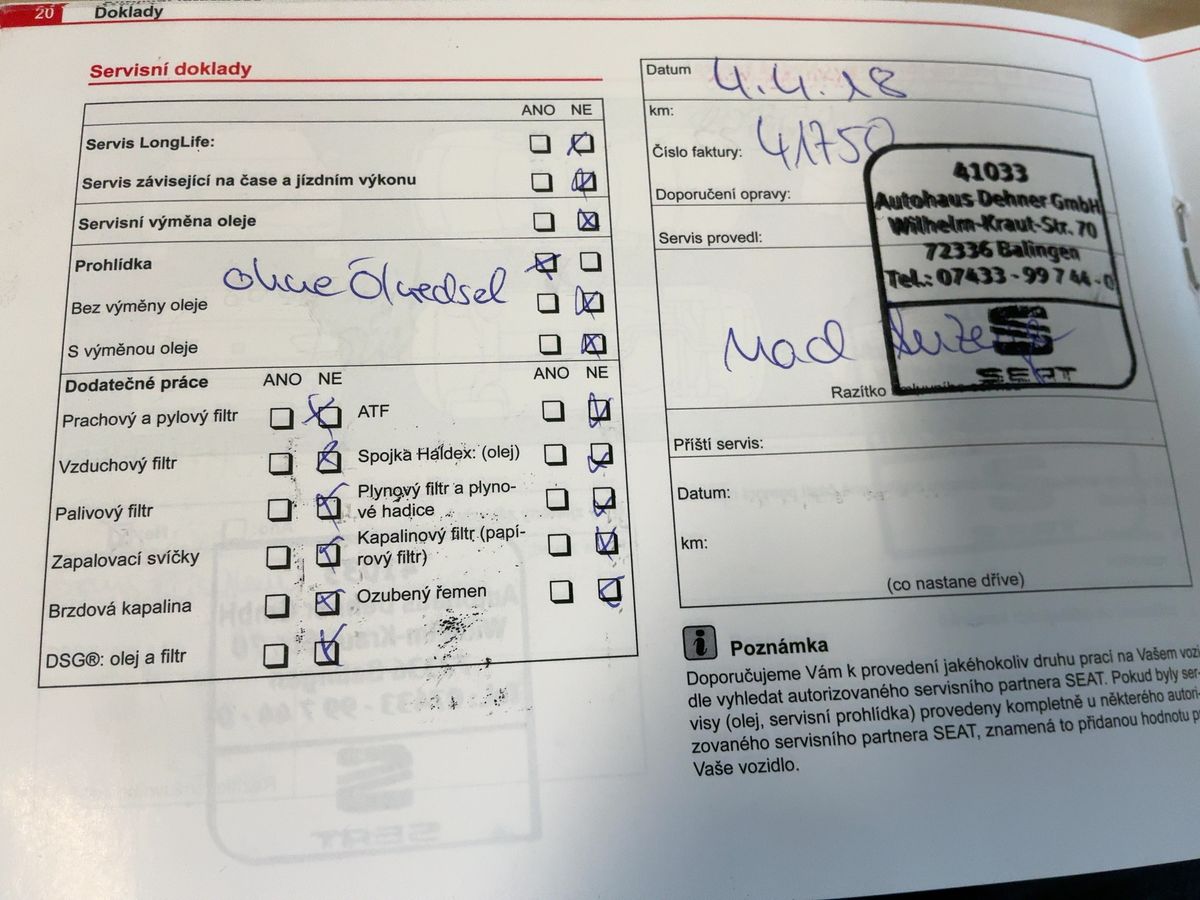 20 Doklady
Servisní doklady
ANO NE
Servis LongLife:
Servis závisející na čase a jízdním výkonu
Servisní výměna oleje
Prohlídka
ohne Ölwedsel
Bez výměny oleje
S výměnou oleje
Dodatečné práce ANO NE ANO NE
Prachový a pylový filtr
Vzduchový filtr
Palivový filtr
Zapalovací svíčky
Brzdová kapalina
DSG®: olej a filtr
ATF
Spojka Haldex: (olej)
Plynový filtr a plyno-
vé hadice
Kapalinový filtr (papí-
rový filtr)
Ozubený řemen
Datum 4.4.18
km:
41750
Číslo faktury:
Doporučení opravy:
Servis provedl:
41033
Autohaus Dehner GmbH
Wilhelm-Kraut-Str. 70
72336 Balingen
Tel.: 07433 - 99 7 44 - 0
SEAT
Razítko
Příští servis:
Datum:
km:
(co nastane dříve)
i Poznámka
Doporučujeme Vám k provedení jakéhokoliv druhu prací na Vašem vozi
dle vyhledat autorizovaného servisního partnera SEAT. Pokud byly ser-
visy (olej, servisní prohlídka) provedeny kompletně u některého autori-
zovaného servisního partnera SEAT, znamená to přidanou hodnotu p
Vaše vozidlo.